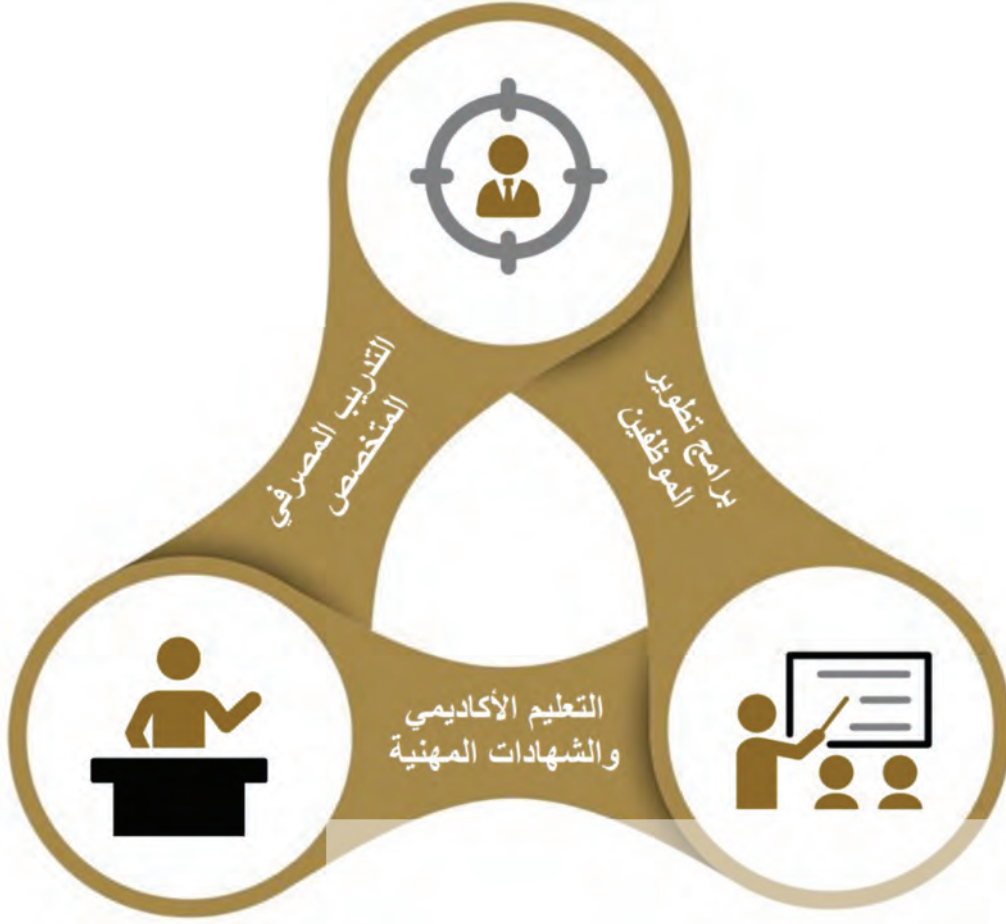 برامج تطوير
الموظفين
التدريب المصرفي
المتخصص
التعليم الأكاديمي
والشهادات المهنية